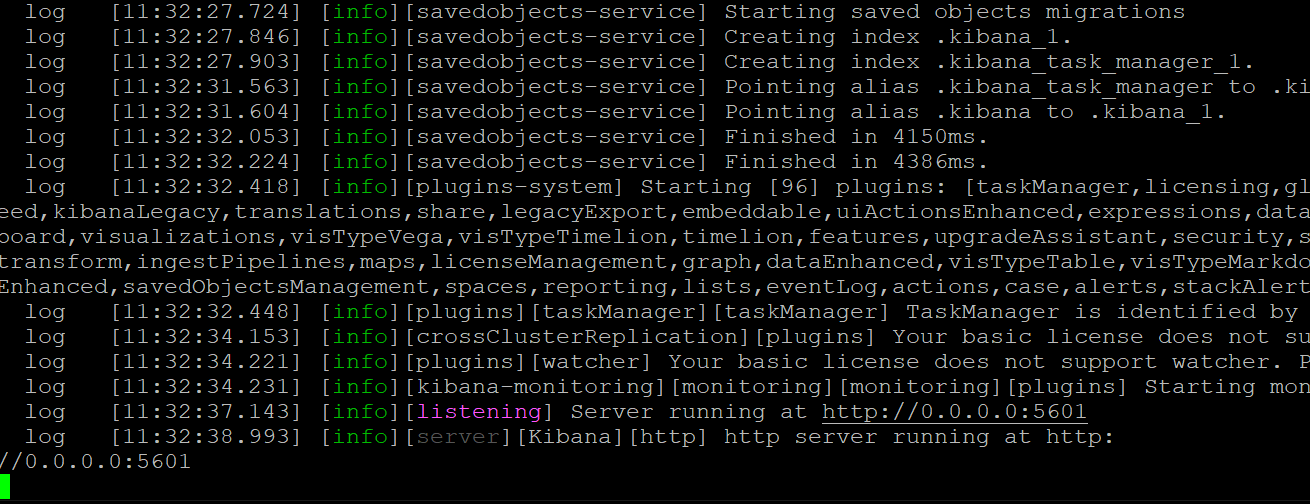 log [11:32:27.724] [info][savedobjects-service] Starting saved objects migrations
log [11:32:27.846] [info][savedobjects-service] Creating index .kibana_1.
log [11:32:27.903] [info][savedobjects-service] Creating index .kibana_task_manager_1.
log [11:32:31.563] [info][savedobjects-service] Pointing alias .kibana_task_manager to .ki
log [11:32:31.604] [info][savedobjects-service] Pointing alias .kibana to .kibana_1.
log [11:32:32.053] [info][savedobjects-service] Finished in 4150ms.
log [11:32:32.224] [info][savedobjects-service] Finished in 4386ms.
log [11:32:32.418] [info][plugins-system] Starting [96] plugins: [taskManager,licensing,gl
eed,kibanaLegacy,translations,share,legacyExport,embeddable,uiActionsEnhanced,expressions,data
board,visualizations,visTypeVega,visTypeTimelion,timelion,features,upgradeAssistant,security,s
transform,ingestPipelines,maps,licenseManagement,graph,dataEnhanced,visTypeTable,visTypeMarkdo
Enhanced,savedObjectsManagement,spaces,reporting,lists,eventLog,actions,case,alerts,stackAlert
log [11:32:32.448] [info][plugins][taskManager][taskManager] TaskManager is identified by
log [11:32:34.153] [info][crossClusterReplication][plugins] Your basic license does not su
log [11:32:34.221] [info][plugins][watcher] Your basic license does not support watcher. P
log [11:32:34.231] [info][kibana-monitoring][monitoring][monitoring][plugins] Starting mon
log [11:32:37.143] [info][listening] Server running at http://0.0.0.0:5601
log [11:32:38.993] [info][server][Kibana][http] http server running at http:
//0.0.0.0:5601